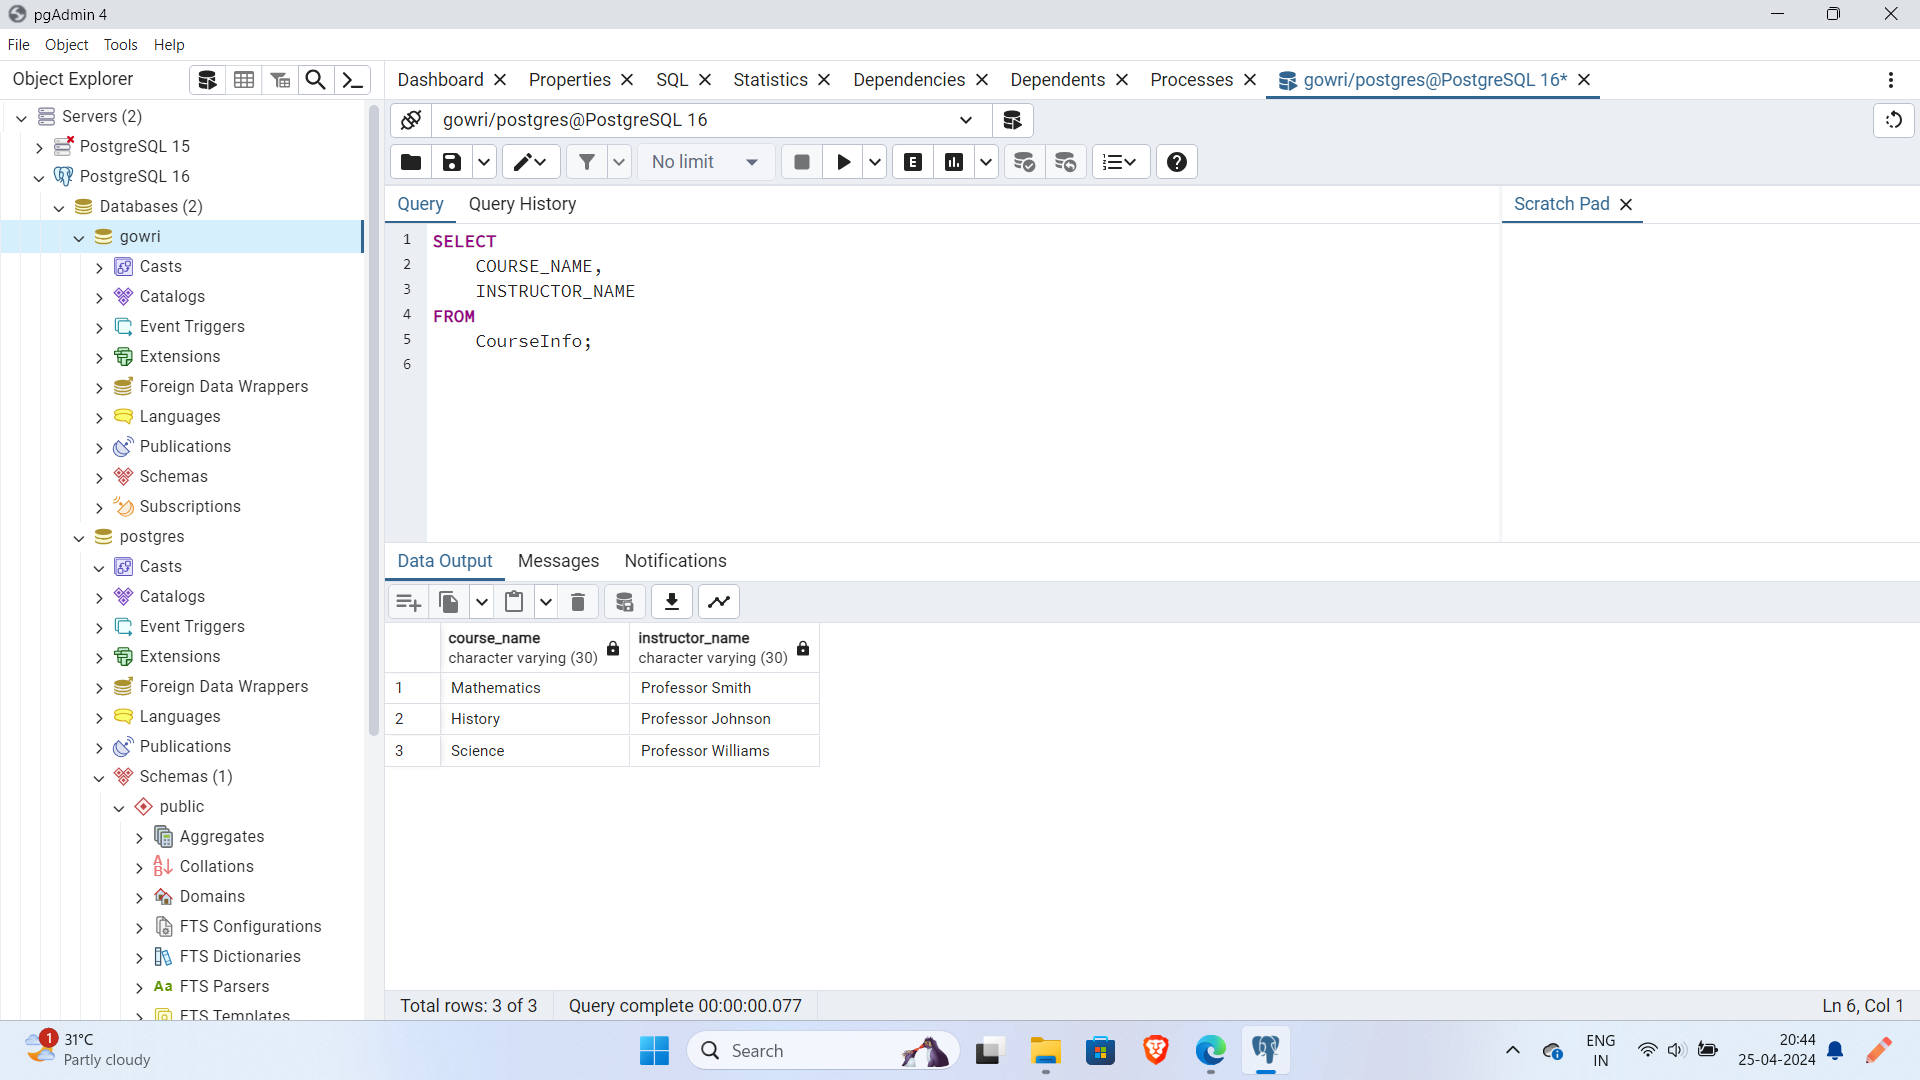 pgAdmin 4
File Object Tools Help
Object Explorer
Dashboard Properties SQL Statistics Dependencies Dependents Processes gowri/postgres@PostgreSQL 16*
Servers (2)
PostgreSQL 15
PostgreSQL 16
Databases (2)
gowri
Casts
Catalogs
Event Triggers
Extensions
Foreign Data Wrappers
Languages
Publications
Schemas
Subscriptions
postgres
Casts
Catalogs
Event Triggers
Extensions
Foreign Data Wrappers
Languages
Publications
Schemas (1)
public
Aggregates
Collations
Domains
FTS Configurations
FTS Dictionaries
Aa FTS Parsers
FTS Templates
gowri/postgres@PostgreSQL 16
No limit
E
Query Query History
Scratch Pad
1 SELECT
2 COURSE_NAME,
3 INSTRUCTOR_NAME
4 FROM
5 CourseInfo;
6
Data Output Messages Notifications
course_name instructor_name
character varying (30) character varying (30)
1 Mathematics Professor Smith
2 History Professor Johnson
3 Science Professor Williams
Total rows: 3 of 3 Query complete 00:00:00.077 Ln 6, Col 1
1 31°C
Partly cloudy
Search
ENG
IN
20:44
25-04-2024